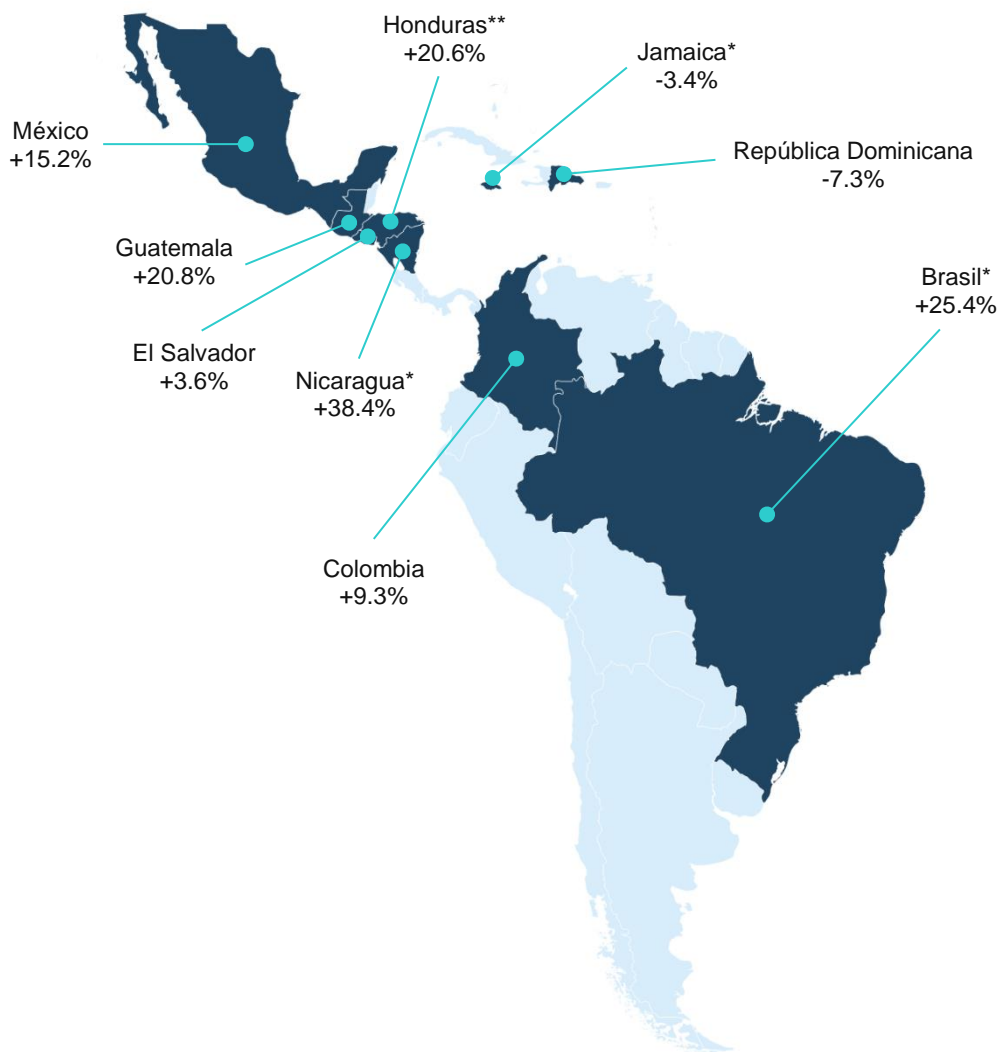 Honduras**
+20.6%
Jamaica*
-3.4%
México
+15.2%
República Dominicana
-7.3%
Guatemala
+20.8%
Brasil*
+25.4%
El Salvador
+3.6%
Nicaragua*
+38.4%
Colombia
+9.3%